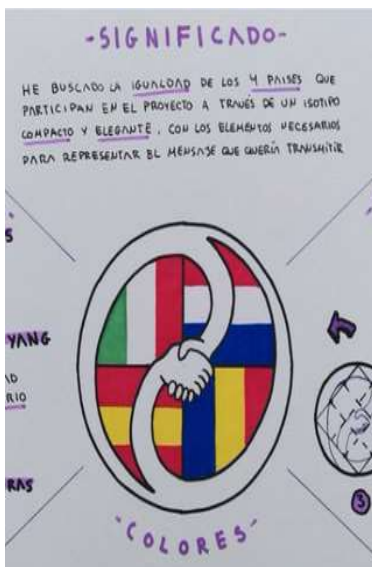 -SIGNIFICADO-
HE BUSCADO LA IGUALDAD DE LOS 4 PAISES QUE
PARTICIPAN EN EL PROYECTO A TRAVÉS DE UN ISOTIPO
COMPACTO Y ELEGANTE, CON LOS ELEMENTOS NECESARIOS
PARA REPRESENTAR EL MENSAJE QUE QUERÍA TRANSMITIR
S
YANG
AD
RIO
RAS
3
-COLORES-